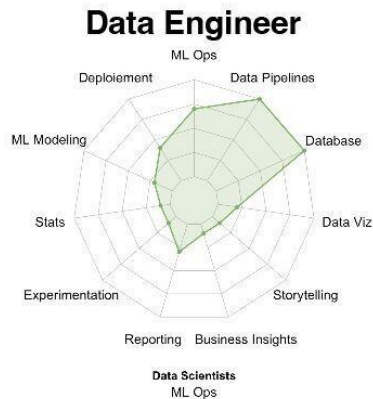 Data Engineer
ML Ops
Deploiement
Data Pipelines
ML Modeling
Database
Stats
Data Viz
Experimentation
Storytelling
Reporting
Business Insights
Data Scientists
ML Ops